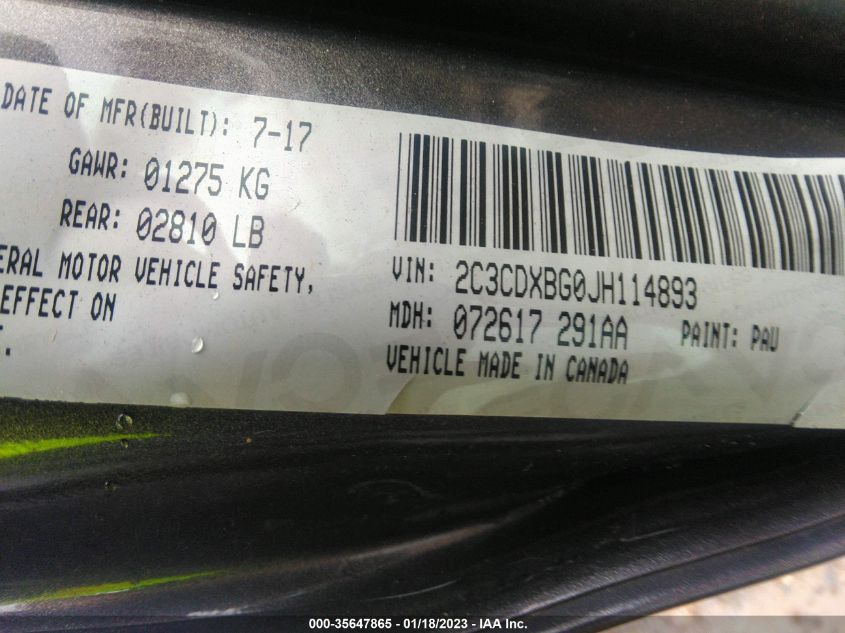 DATE OF MFR(BUILT): 7-17
GAWR: 01275 KG
REAR: 02810 LB
ERAL MOTOR VEHICLE SAFETY,
EFFECT ON
VIN: 2C3CDXBG0JH114893
MDH: 072617 291AA PAINT: PAU
VEHICLE MADE IN CANADA
000-35647865 / 01/18/2023 / © IAA Inc.